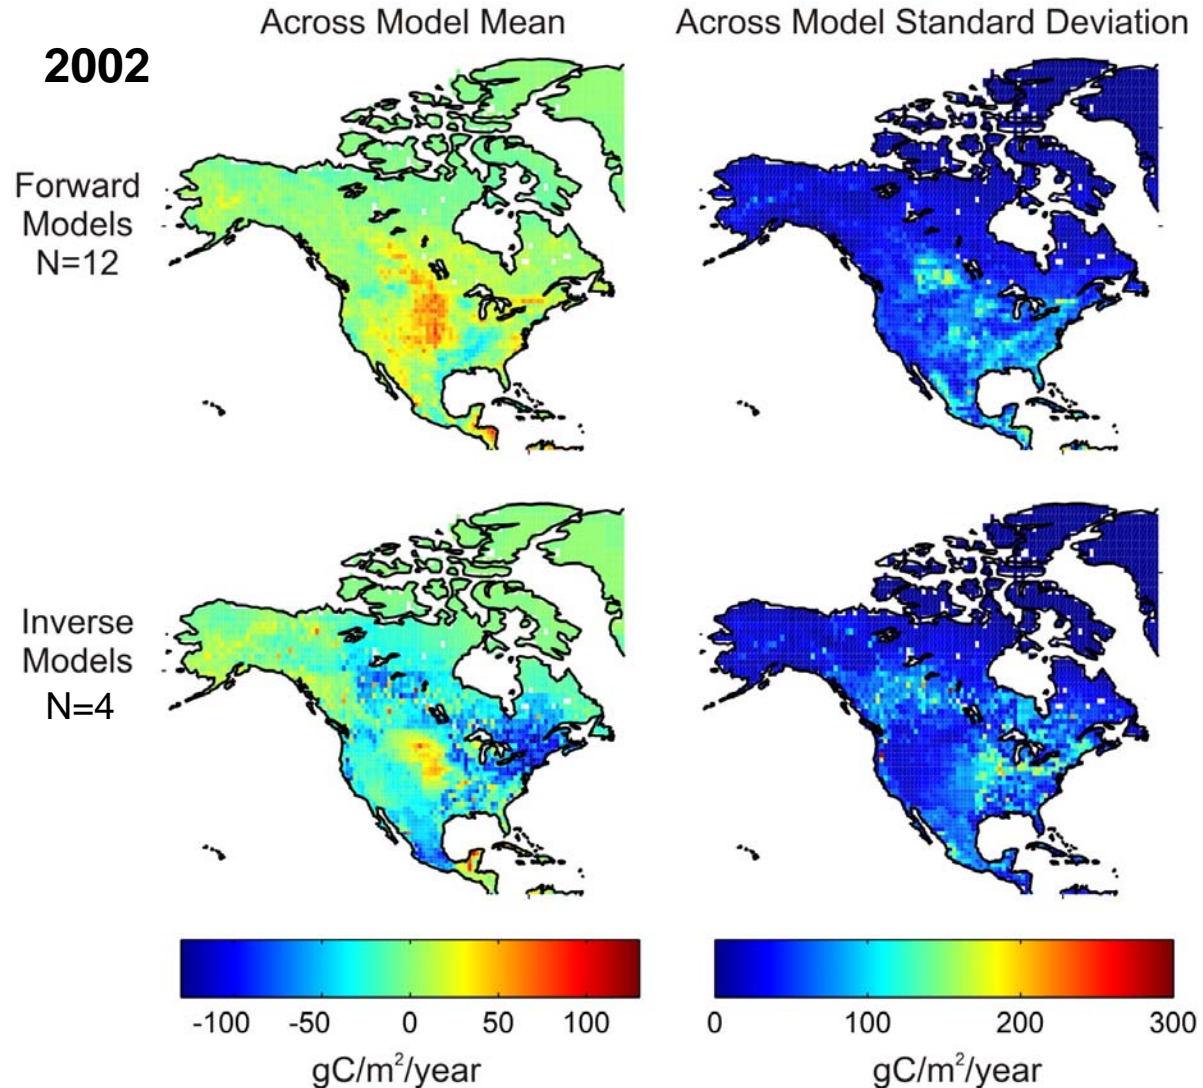 Across Model Mean
Across Model Standard Deviation
2002
Forward
Models
N=12
Inverse
Models
N=4
-100 -50 0 50 100
0 100 200 300
gC/m²/year
gC/m²/year